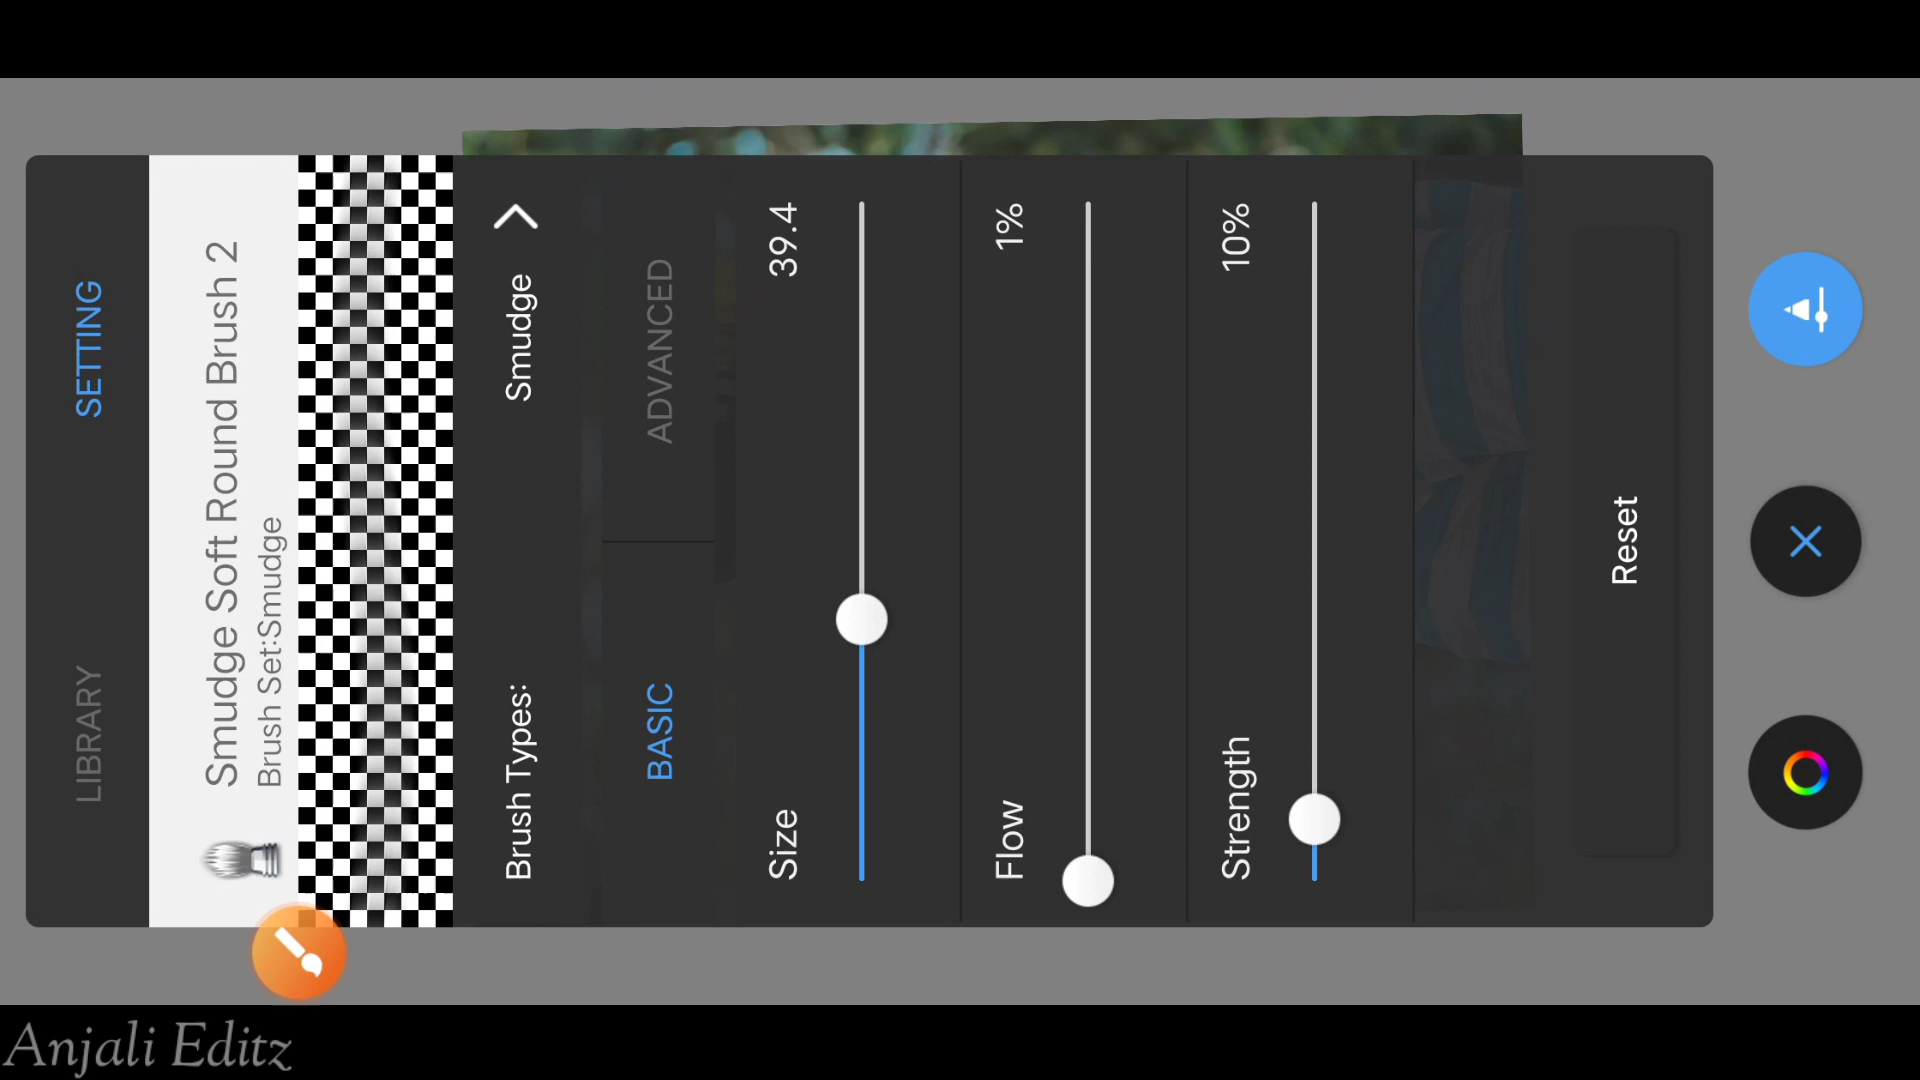 LIBRARY SETTING
Smudge Soft Round Brush 2
Brush Set:Smudge
Brush Types: Smudge
BASIC ADVANCED
Size 39.4
Flow 1%
Strength 10%
Reset
Anjali Editz